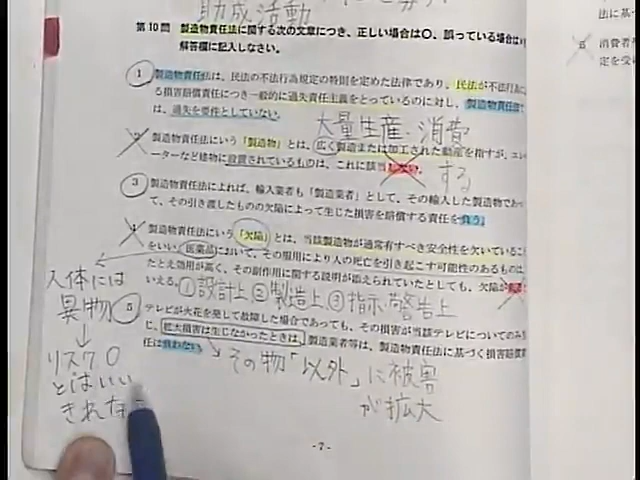 助成活動
第10問 製造物責任法に関する次の文章につき、正しい場合は○、誤っている場合は
解答欄に記入しなさい。
1 製造物責任法は、民法の不法行為規定の特則を定めた法律であり、民法が不法行為
る損害賠償責任につき一般的に過失責任主義をとっているのに対し、製造物責任
は、過失を要件としていない。
大量生産・消費
2 製造物責任法にいう「製造物」とは、広く製造または加工された動産を指すが、エレ
ーターなど建物に設置されているものは、これに該当
する
3 製造物責任法によれば、輸入業者も「製造業者」として、その輸入した製造物であっ
て、その引き渡したものの欠陥によって生じた損害を賠償する責任を負う。
4 製造物責任法にいう「欠陥」とは、当該製造物が通常有すべき安全性を欠いている
をいい、医薬品において、その服用により人の死亡を引き起こす可能性のあるものは
たとえ効用が高く、その副作用に関する説明が添えられていたとしても、欠陥が
いえる。①設計上②製造上③指示・警告上
5 テレビが火花を発して故障した場合であっても、その損害が当該テレビについてのみ
じ、拡大損害は生じなかったときは、製造業者等は、製造物責任法に基づく損害賠償
任は負わない。
その物「以外」に被害
が拡大
人体には
異物
↓
リスク0
とはいい
きれな
- 7 -
法に基
消費者
定を受